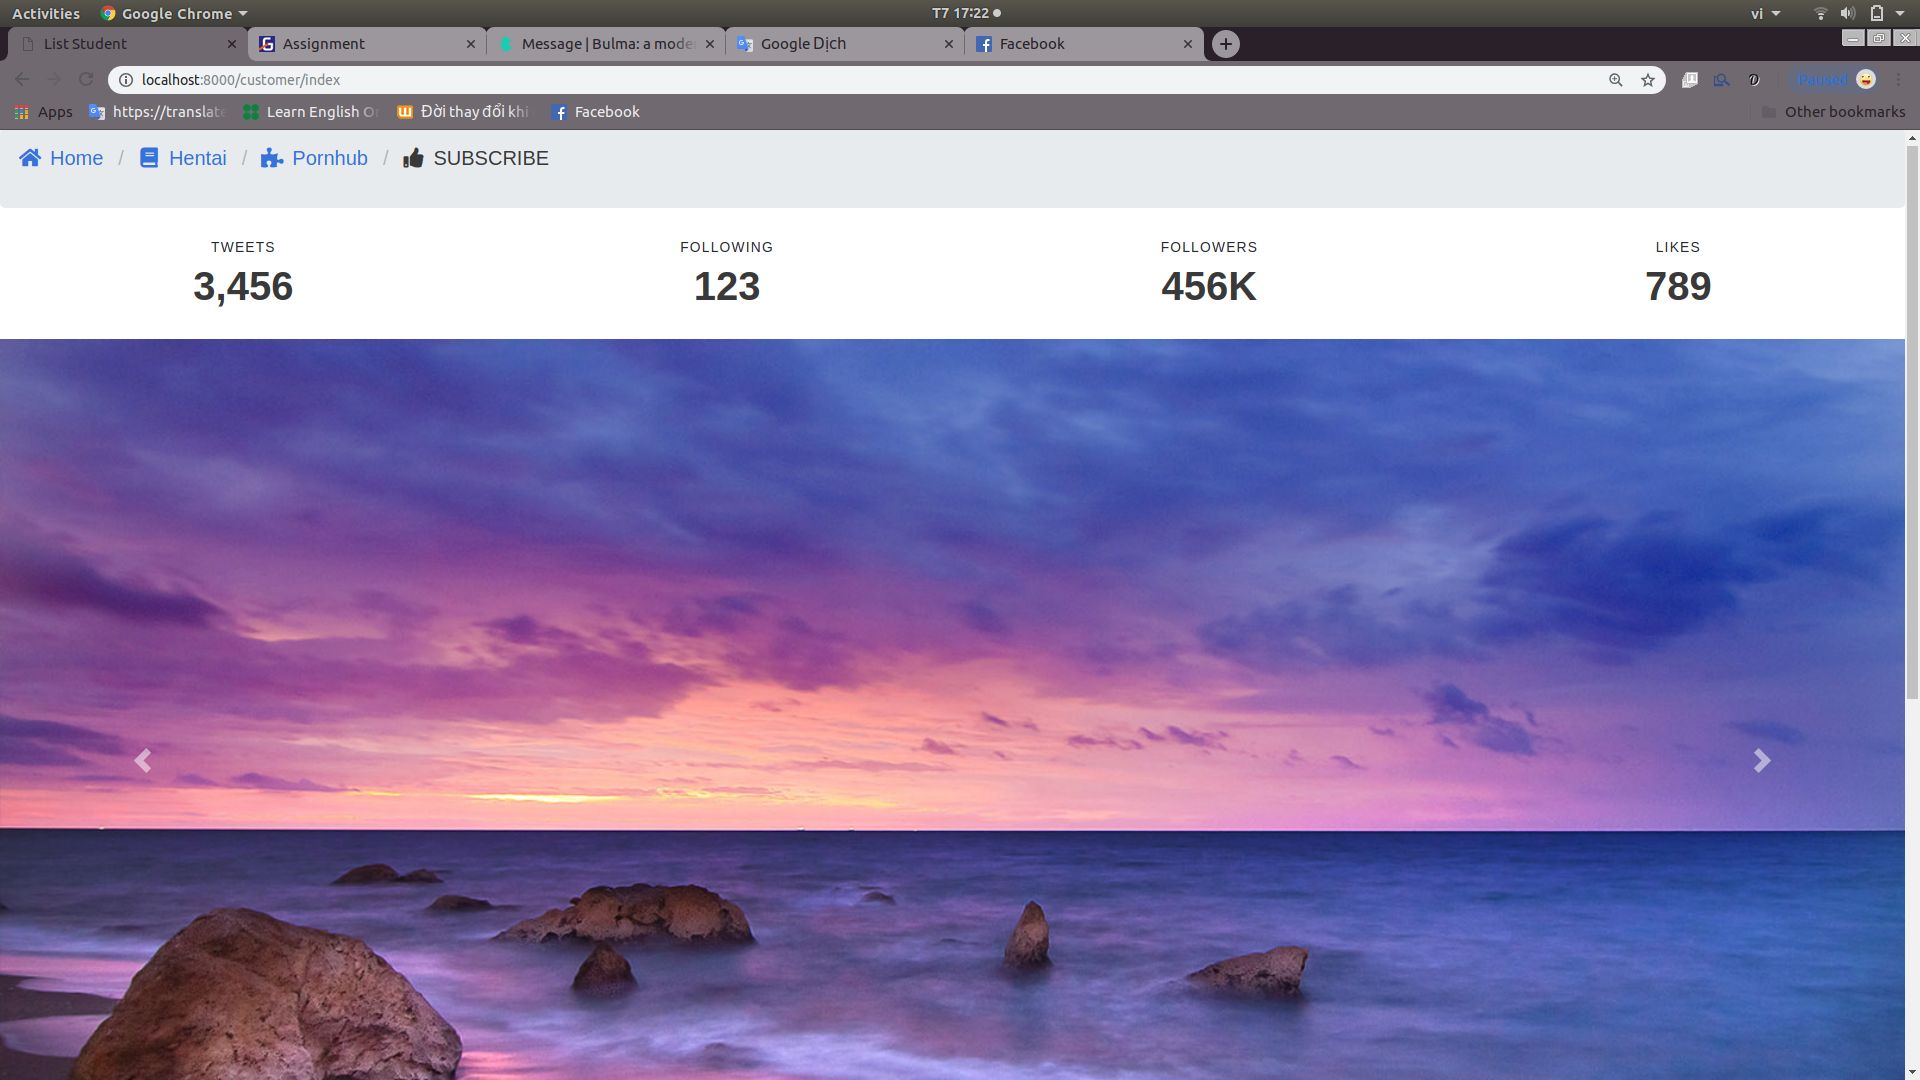 Activities Google Chrome T7 17:22 vi
List Student Assignment Message | Bulma: a mode Google Dịch Facebook
localhost:8000/customer/index Paused
Apps https://translate Learn English On Đời thay đổi khi Facebook Other bookmarks
Home / Hentai / Pornhub / SUBSCRIBE
TWEETS FOLLOWING FOLLOWERS LIKES
3,456 123 456K 789